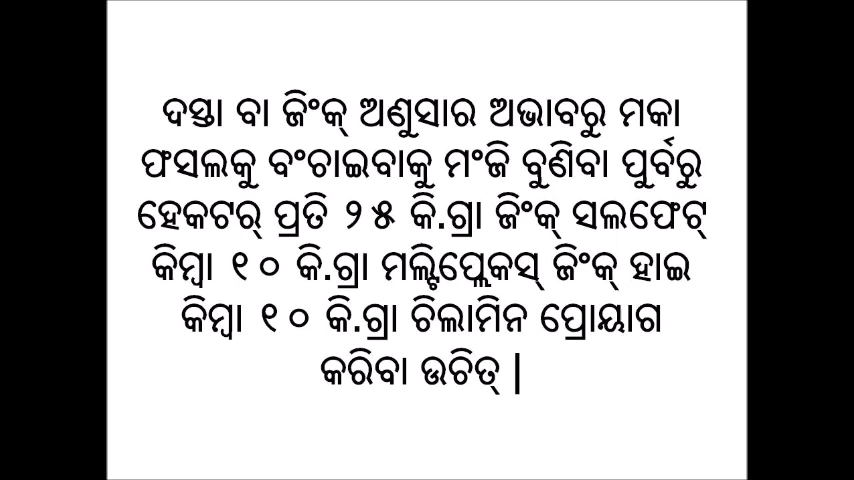 ଦସ୍ତା ବା ଜିଂକ୍ ଅଣୁସାର ଅଭାବରୁ ମକା
ଫସଲକୁ ବଂଚାଇବାକୁ ମଂଜି ବୁଣିବା ପୁର୍ବରୁ
ହେକଟର୍ ପ୍ରତି ୨୫ କି.ଗ୍ରା ଜିଂକ୍ ସଲଫେଟ୍
କିମ୍ବା ୧୦ କି.ଗ୍ରା ମଲ୍ଟିପ୍ଲେକସ୍ ଜିଂକ୍ ହାଇ
କିମ୍ବା ୧୦ କି.ଗ୍ରା ଚିଲାମିନ ପ୍ରୋୟାଗ
କରିବା ଉଚିତ୍ |